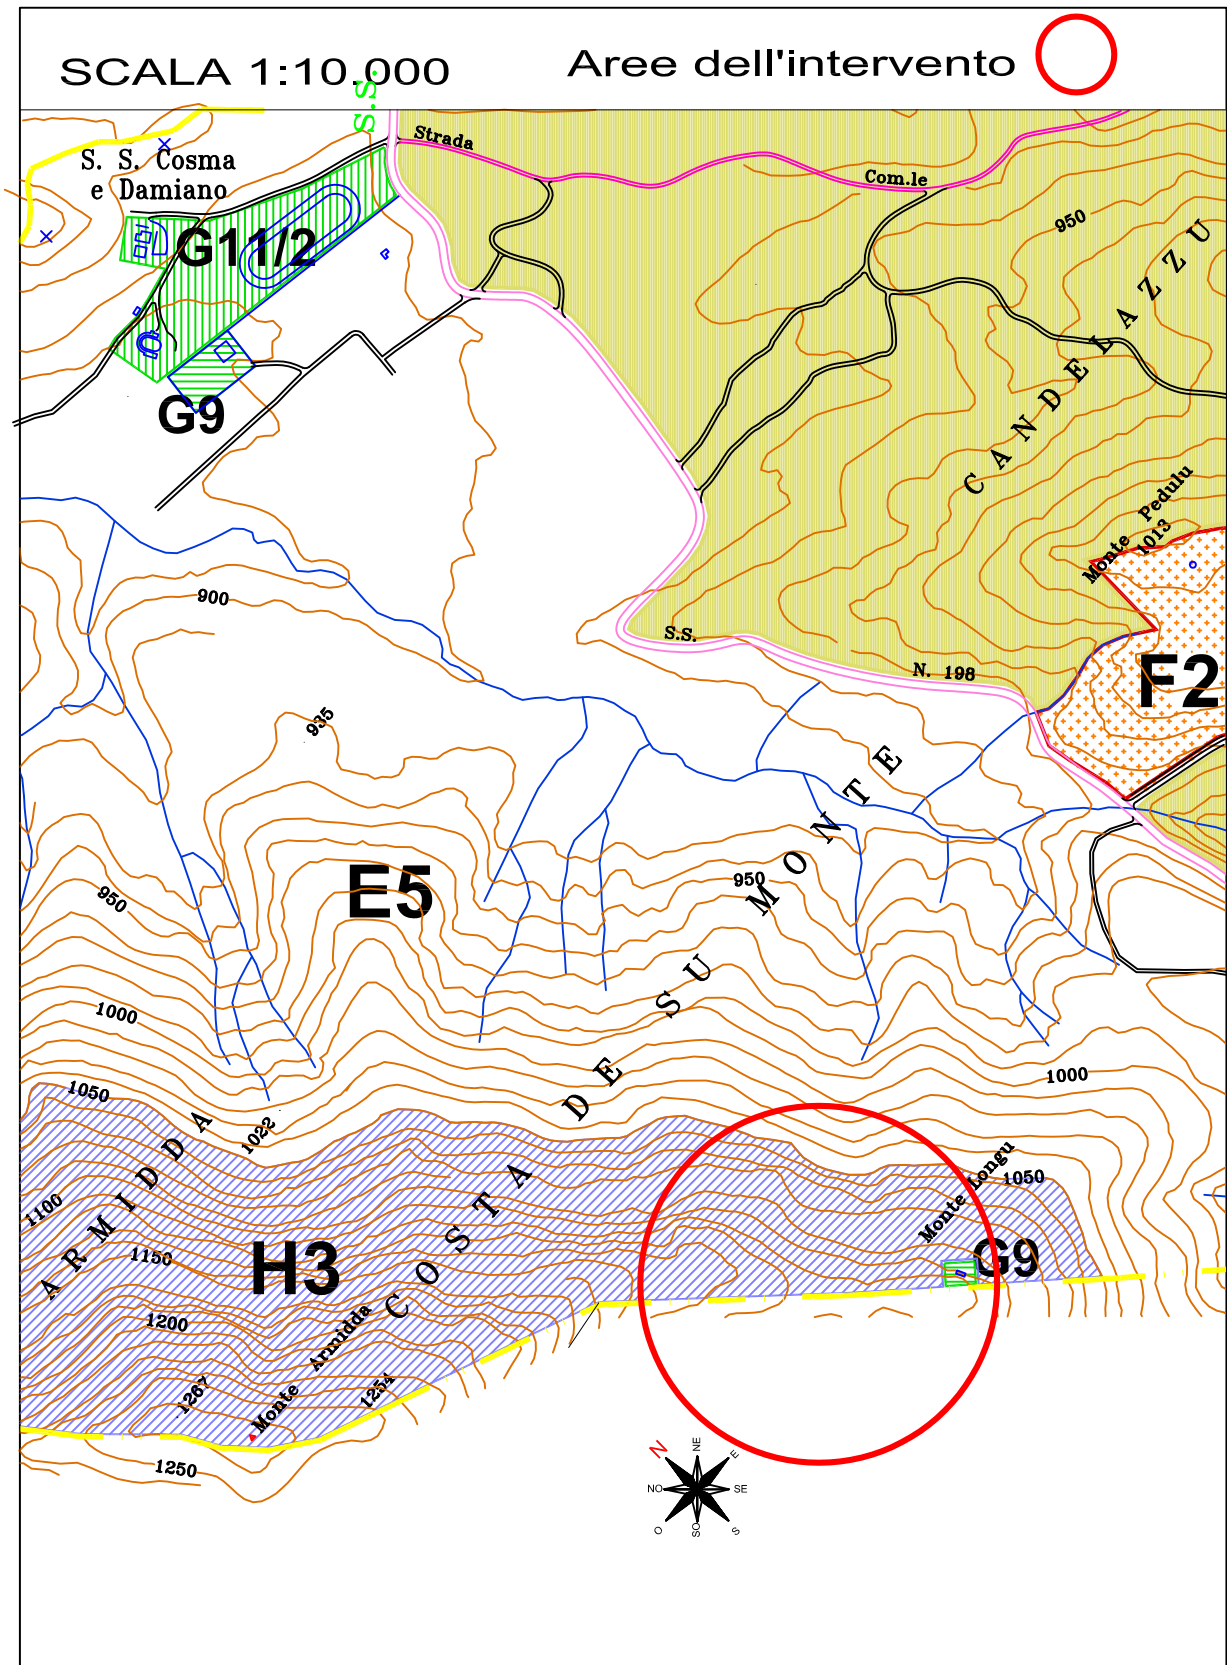 SCALA 1:10.000
Aree dell'intervento
S.S.
Strada
Com.le
S. S. Cosma
e Damiano
G11/2
G9
950
CANDELAZZU
Monte Pedulu
1013
900
S.S.
N. 198
F2
935
E5
950
950
COSTA DE SU MONTE
1000
1000
1050
1022
ARMIDDA
1100
1150
H3
1200
Monte Armidda
1267
1254
1250
Monte Longu
1050
G9
N
NE
E
NO
SE
O
SO
S